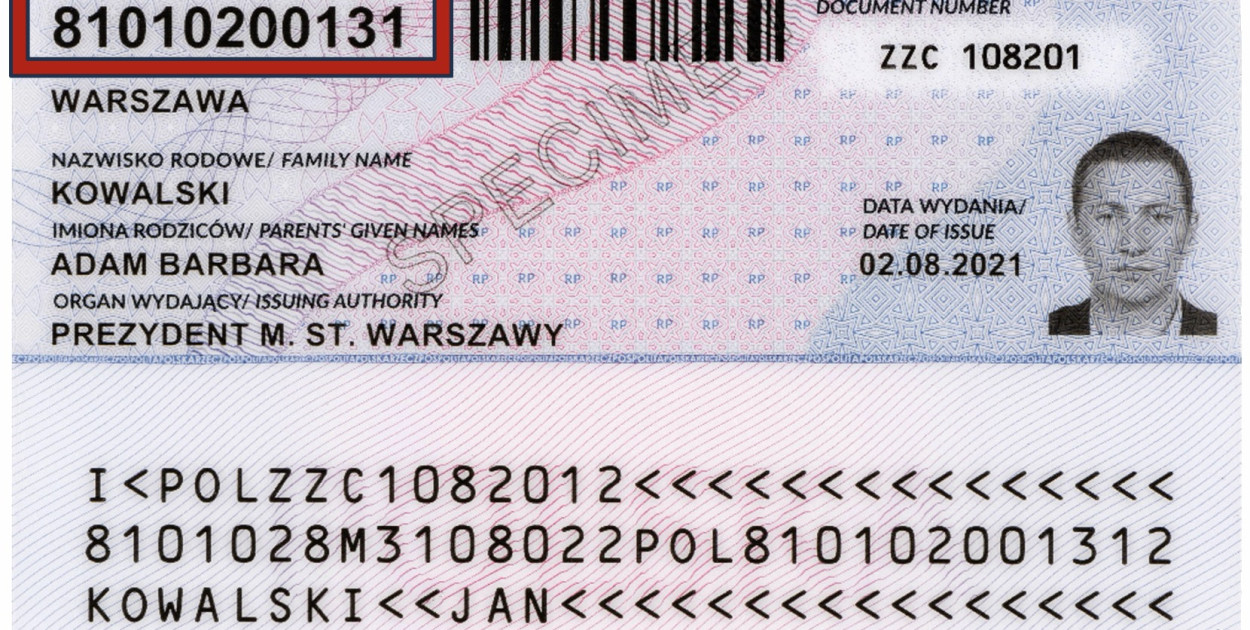 81010200131
DOCUMENT NUMBER
ZZC 108201
WARSZAWA
NAZWISKO RODOWE/ FAMILY NAME
KOWALSKI
IMIONA RODZICÓW/ PARENTS' GIVEN NAMES
ADAM BARBARA
ORGAN WYDAJĄCY/ ISSUING AUTHORITY
PREZYDENT M. ST. WARSZAWY
DATA WYDANIA/
DATE OF ISSUE
02.08.2021
SPECIME
I<POLZZC1082012<<<<<<<<<<<<<<<
8101028M3108022POL810102001312
KOWALSKI<<JAN<<<<<<<<<<<<<<<<<